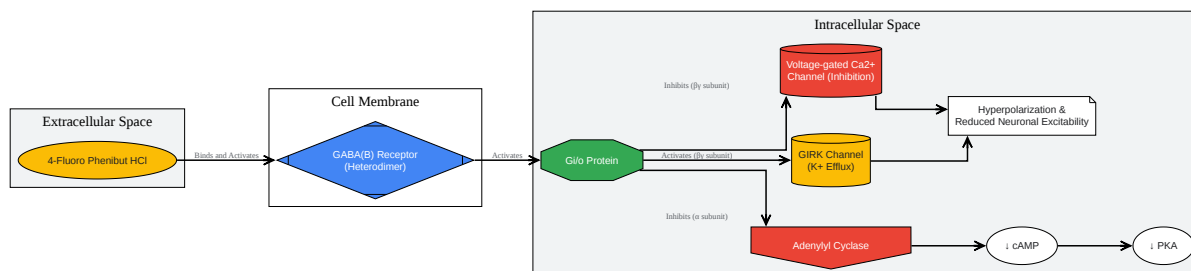 Extracellular Space
4-Fluoro Phenibut HCl
Binds and Activates
Cell Membrane
GABA(B) Receptor
(Heterodimer)
Activates
Intracellular Space
Gi/o Protein
Inhibits (βγ subunit)
Voltage-gated Ca2+
Channel (Inhibition)
Activates (βγ subunit)
GIRK Channel
(K+ Efflux)
Hyperpolarization &
Reduced Neuronal Excitability
Inhibits (α subunit)
Adenylyl Cyclase
↓ cAMP
↓ PKA